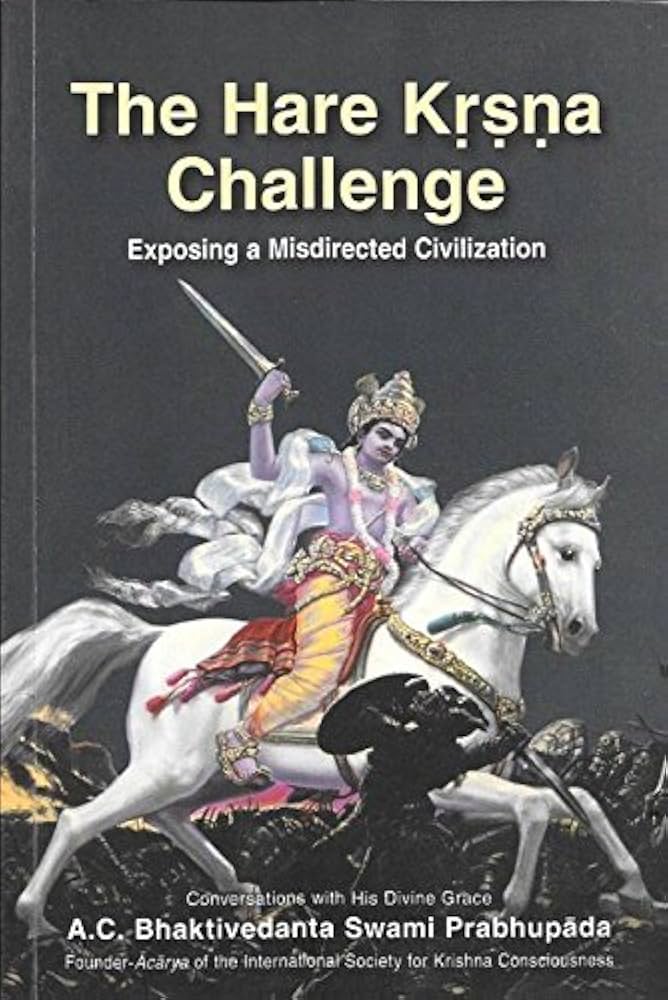 The Hare Kṛṣṇa
Challenge
Exposing a Misdirected Civilization
Conversations with His Divine Grace
A.C. Bhaktivedanta Swami Prabhupāda
Founder-Ācārya of the International Society for Krishna Consciousness